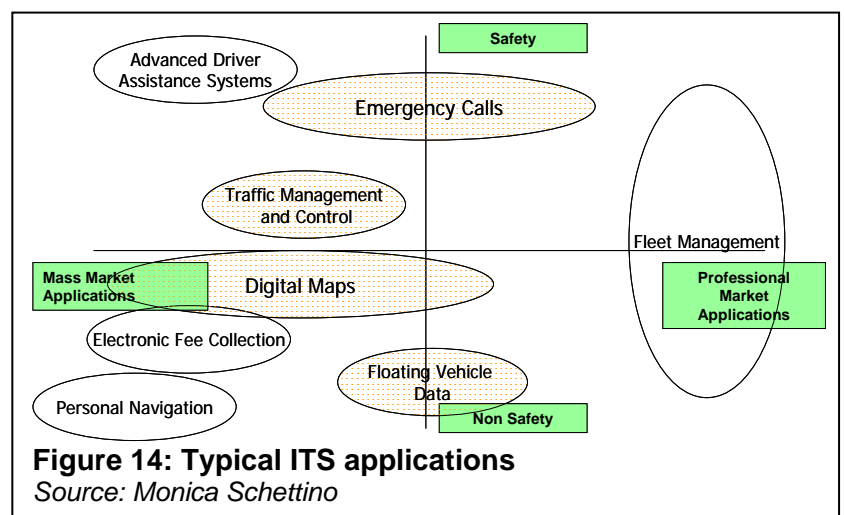 Safety
Advanced Driver
Assistance Systems
Emergency Calls
Traffic Management
and Control
Fleet Management
Mass Market
Applications
Digital Maps
Professional
Market
Applications
Electronic Fee Collection
Floating Vehicle
Data
Personal Navigation
Non Safety
Figure 14: Typical ITS applications
Source: Monica Schettino